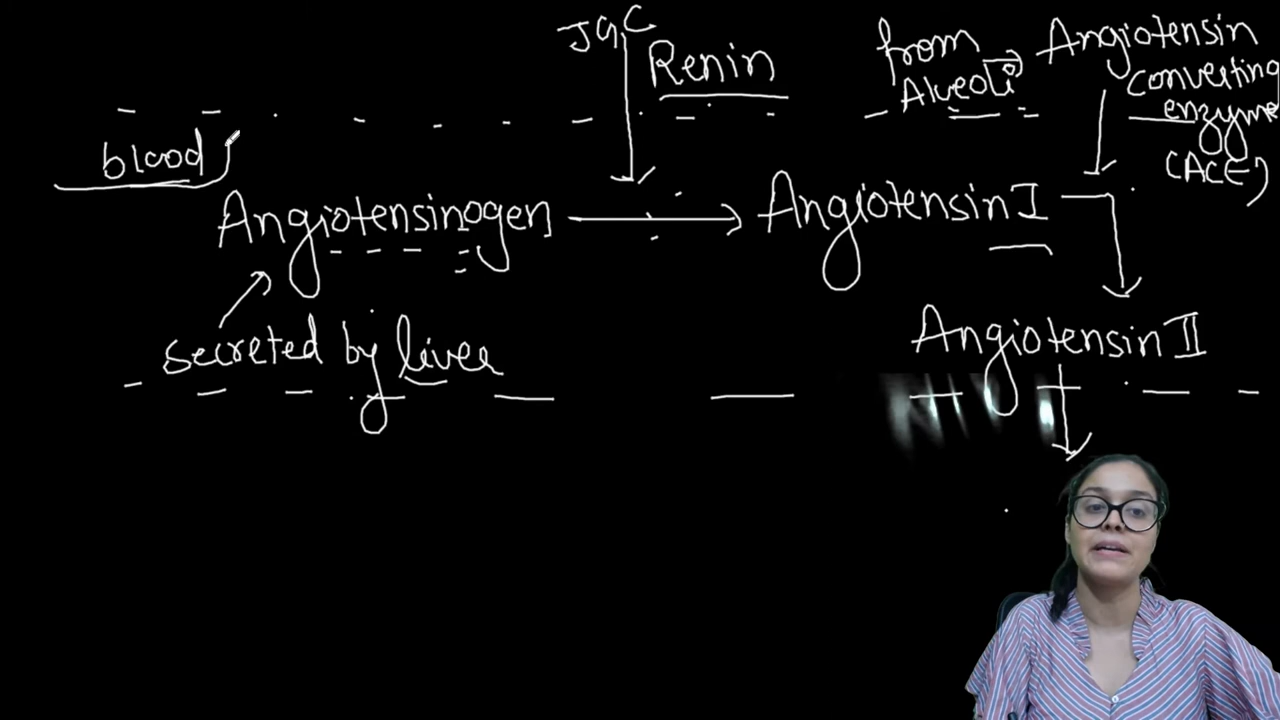 JGC
Renin
from
Alveoli
Angiotensin
converting
enzyme
(ACE)
blood
Angiotensinogen
Angiotensin I
Angiotensin II
secreted by liver